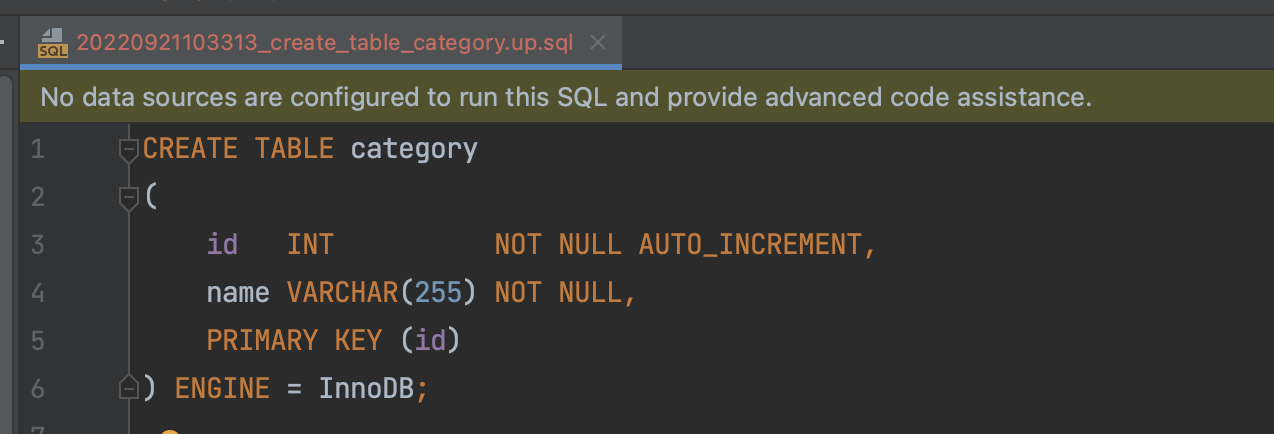 SQL 20220921103313_create_table_category.up.sql
No data sources are configured to run this SQL and provide advanced code assistance.
1 CREATE TABLE category
2 (
3 id INT NOT NULL AUTO_INCREMENT,
4 name VARCHAR(255) NOT NULL,
5 PRIMARY KEY (id)
6 ) ENGINE = InnoDB;